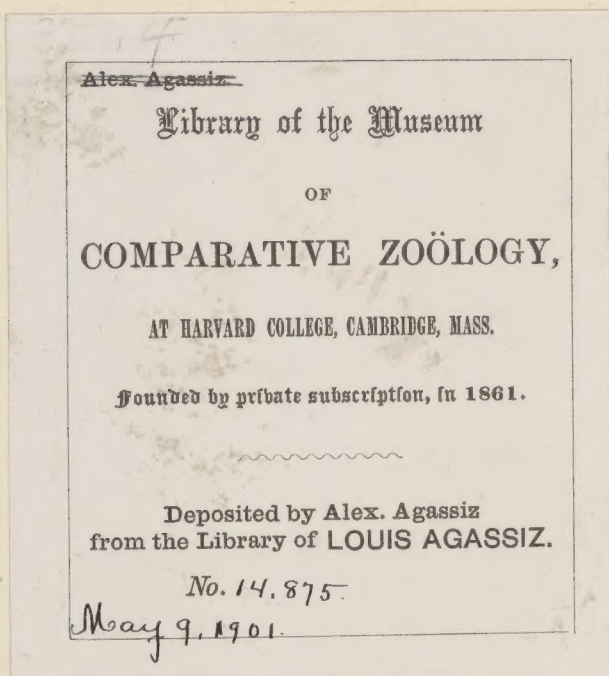 Alex. Agassiz.
Library of the Museum
OF
COMPARATIVE ZOÖLOGY,
AT HARVARD COLLEGE, CAMBRIDGE, MASS.
Founded by private subscription, in 1861.
Deposited by Alex. Agassiz
from the Library of LOUIS AGASSIZ.
No. 14,875.
May 9, 1901.